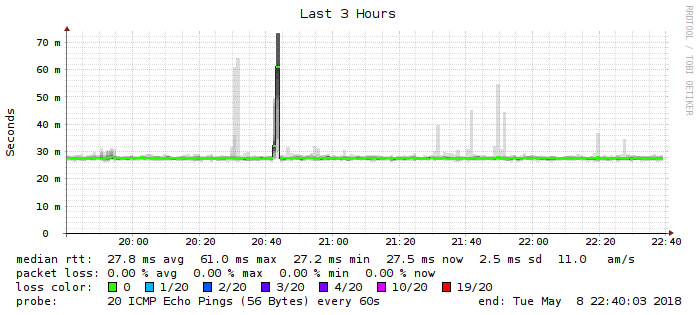 Last 3 Hours
RRDTOOL / TOBI OETIKER
Seconds
70 m
60 m
50 m
40 m
30 m
20 m
10 m
0
20:00 20:20 20:40 21:00 21:20 21:40 22:00 22:20 22:40
median rtt: 27.8 ms avg 61.0 ms max 27.2 ms min 27.5 ms now 2.5 ms sd 11.0 am/s
packet loss: 0.00 % avg 0.00 % max 0.00 % min 0.00 % now
loss color: 0 1/20 2/20 3/20 4/20 10/20 19/20
probe: 20 ICMP Echo Pings (56 Bytes) every 60s end: Tue May 8 22:40:03 2018